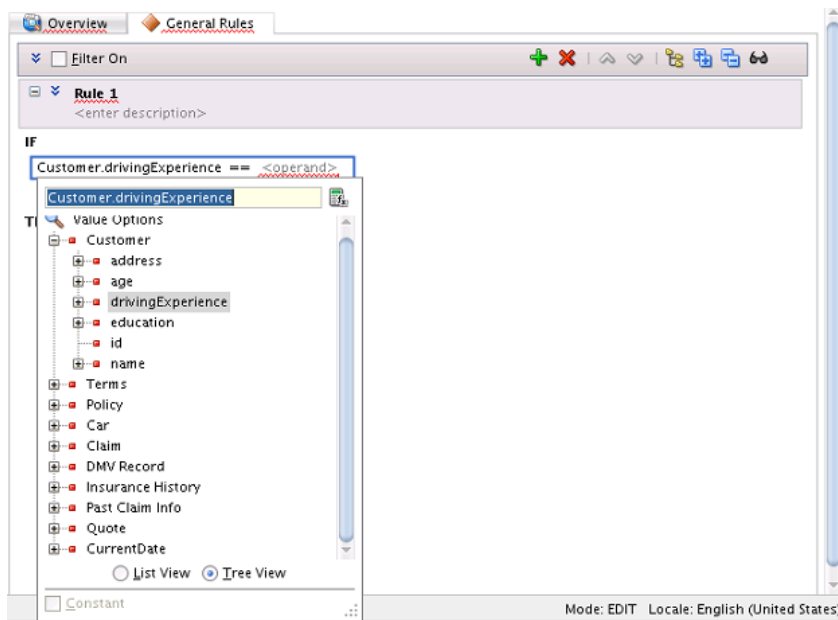 Overview General Rules
Filter On
Rule 1
<enter description>
IF
Customer.drivingExperience == <operand>
Customer.drivingExperience
Value Options
Customer
address
age
drivingExperience
education
id
name
Terms
Policy
Car
Claim
DMV Record
Insurance History
Past Claim Info
Quote
CurrentDate
List View Tree View
Constant
Mode: EDIT Locale: English (United States)